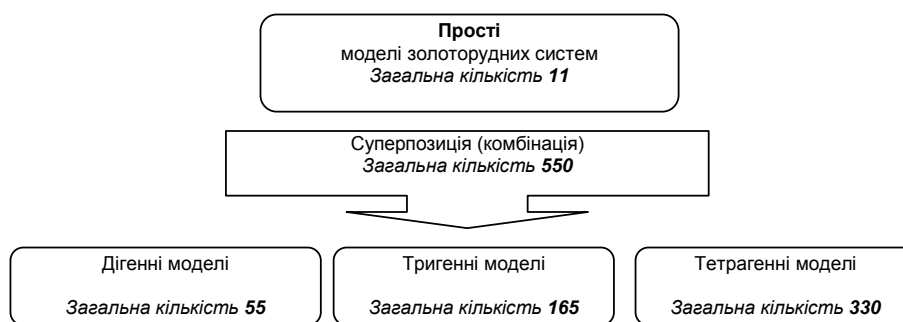 Прості
моделі золоторудних систем
Загальна кількість 11
Суперпозиція (комбінація)
Загальна кількість 550
Дігенні моделі
Загальна кількість 55
Тригенні моделі
Загальна кількість 165
Тетрагенні моделі
Загальна кількість 330